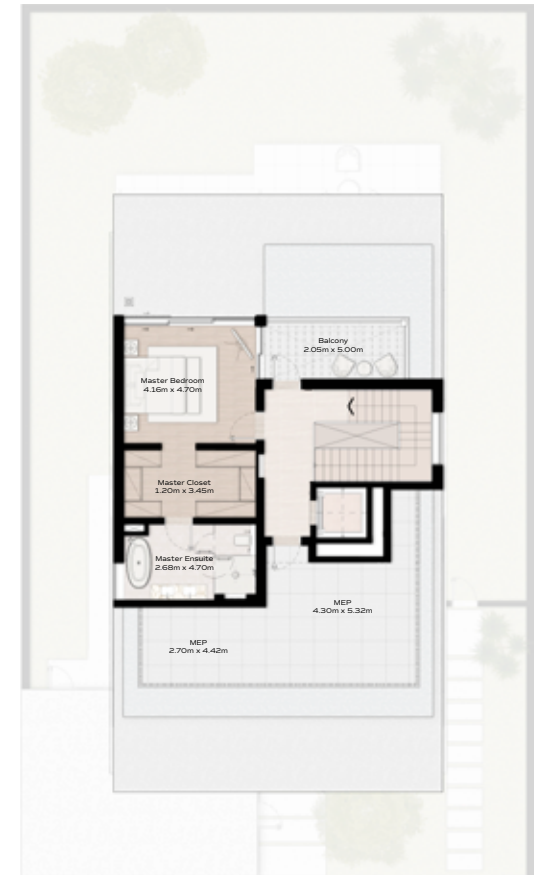 Balcony
2.05m x 5.00m
Master Bedroom
4.16m x 4.70m
Master Closet
1.20m x 3.45m
Master Ensuite
2.68m x 4.70m
MEP
4.30m x 5.32m
MEP
2.70m x 4.42m